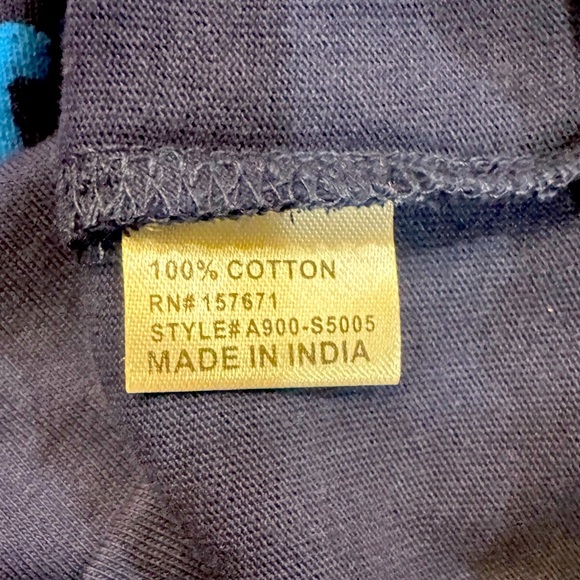 100% COTTON
RN# 157671
STYLE#A900-S5005
MADE IN INDIA